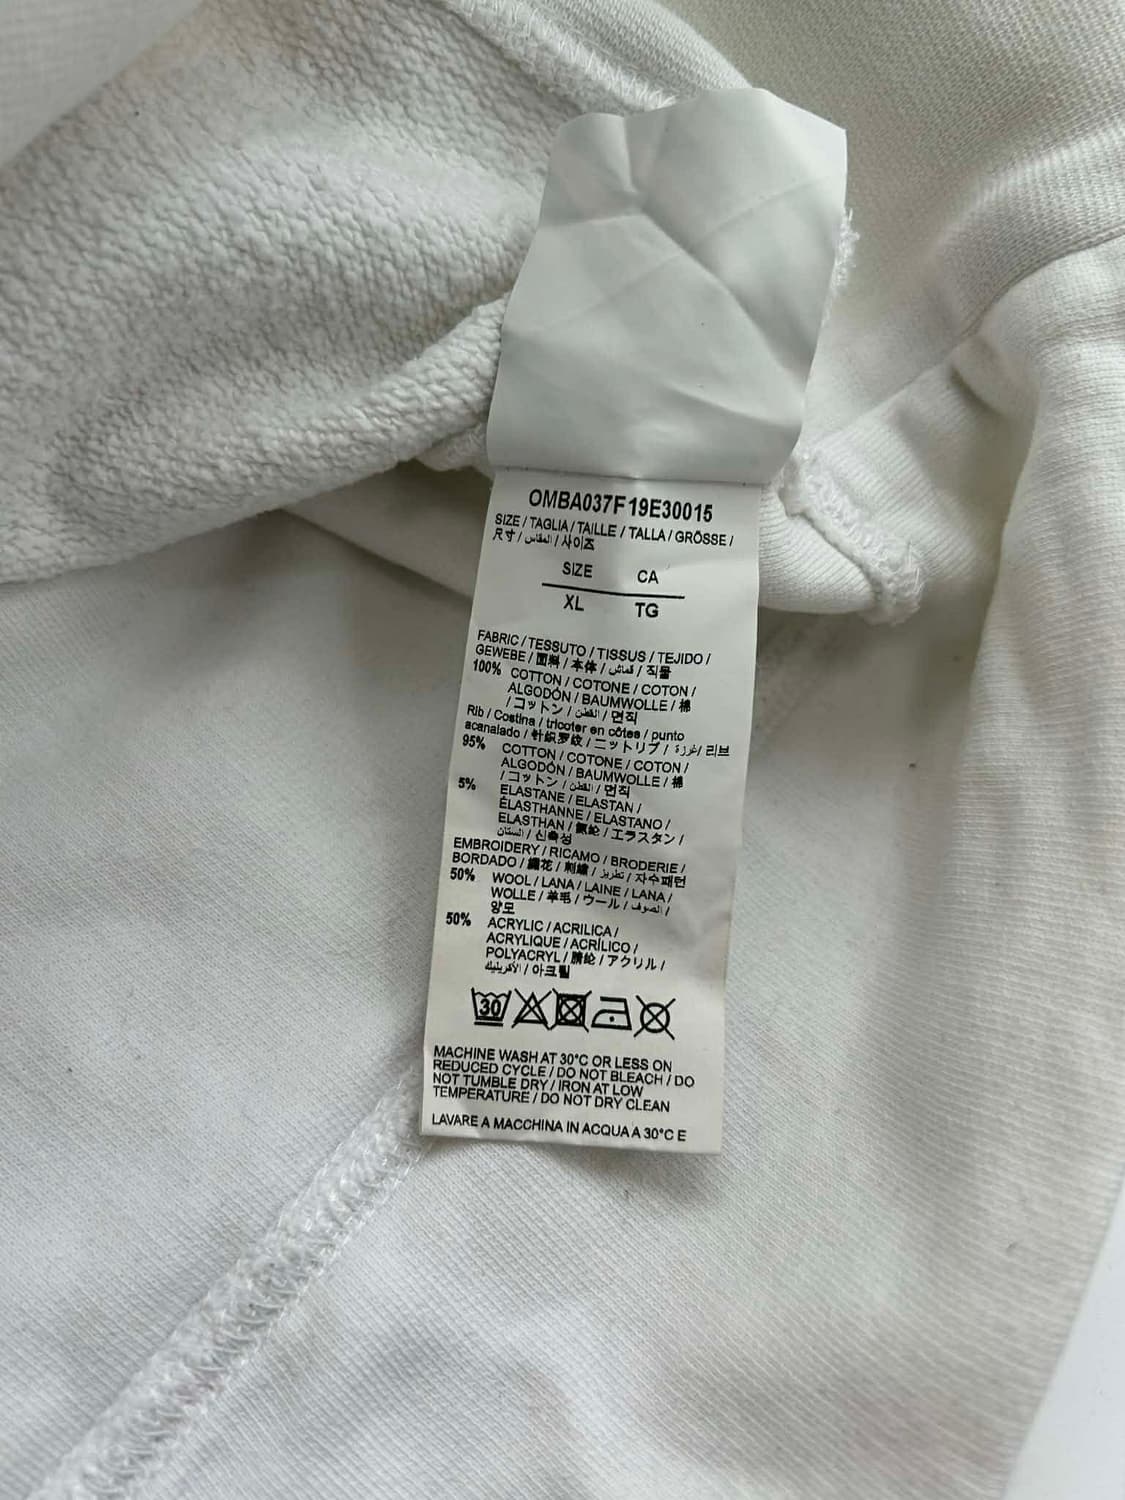 OMBA037F19E30015
SIZE / TAGLIA / TAILLE / TALLA / GRÖSSE /
尺寸 / المقاس / 사이즈
SIZE CA
XL TG
FABRIC / TESSUTO / TISSUS / TEJIDO /
GEWEBE / 面料 / 本体 / قماش / 직물
100% COTTON / COTONE / COTON /
ALGODÓN / BAUMWOLLE / 棉
/ コットン / القطن / 면직
Rib / Costina / tricoter en côtes / punto
acanalado / 针织罗纹 / ニットリブ / غرزة / 리브
95% COTTON / COTONE / COTON /
ALGODÓN / BAUMWOLLE / 棉
/ コットン / القطن / 면직
5% ELASTANE / ELASTAN /
ÉLASTHANNE / ELASTANO /
ELASTHAN / 氨纶 / エラスタン /
/ 신축성
EMBROIDERY / RICAMO / BRODERIE /
BORDADO / 繡花 / 刺繍 / تطريز / 자수패턴
50% WOOL / LANA / LAINE / LANA /
WOLLE / 羊毛 / ウール / الصوف /
양모
50% ACRYLIC / ACRILICA /
ACRYLIQUE / ACRÍLICO /
POLYACRYL / 腈纶 / アクリル /
الأكريليك / 아크릴
30
MACHINE WASH AT 30°C OR LESS ON
REDUCED CYCLE / DO NOT BLEACH / DO
NOT TUMBLE DRY / IRON AT LOW
TEMPERATURE / DO NOT DRY CLEAN
LAVARE A MACCHINA IN ACQUA A 30°C E